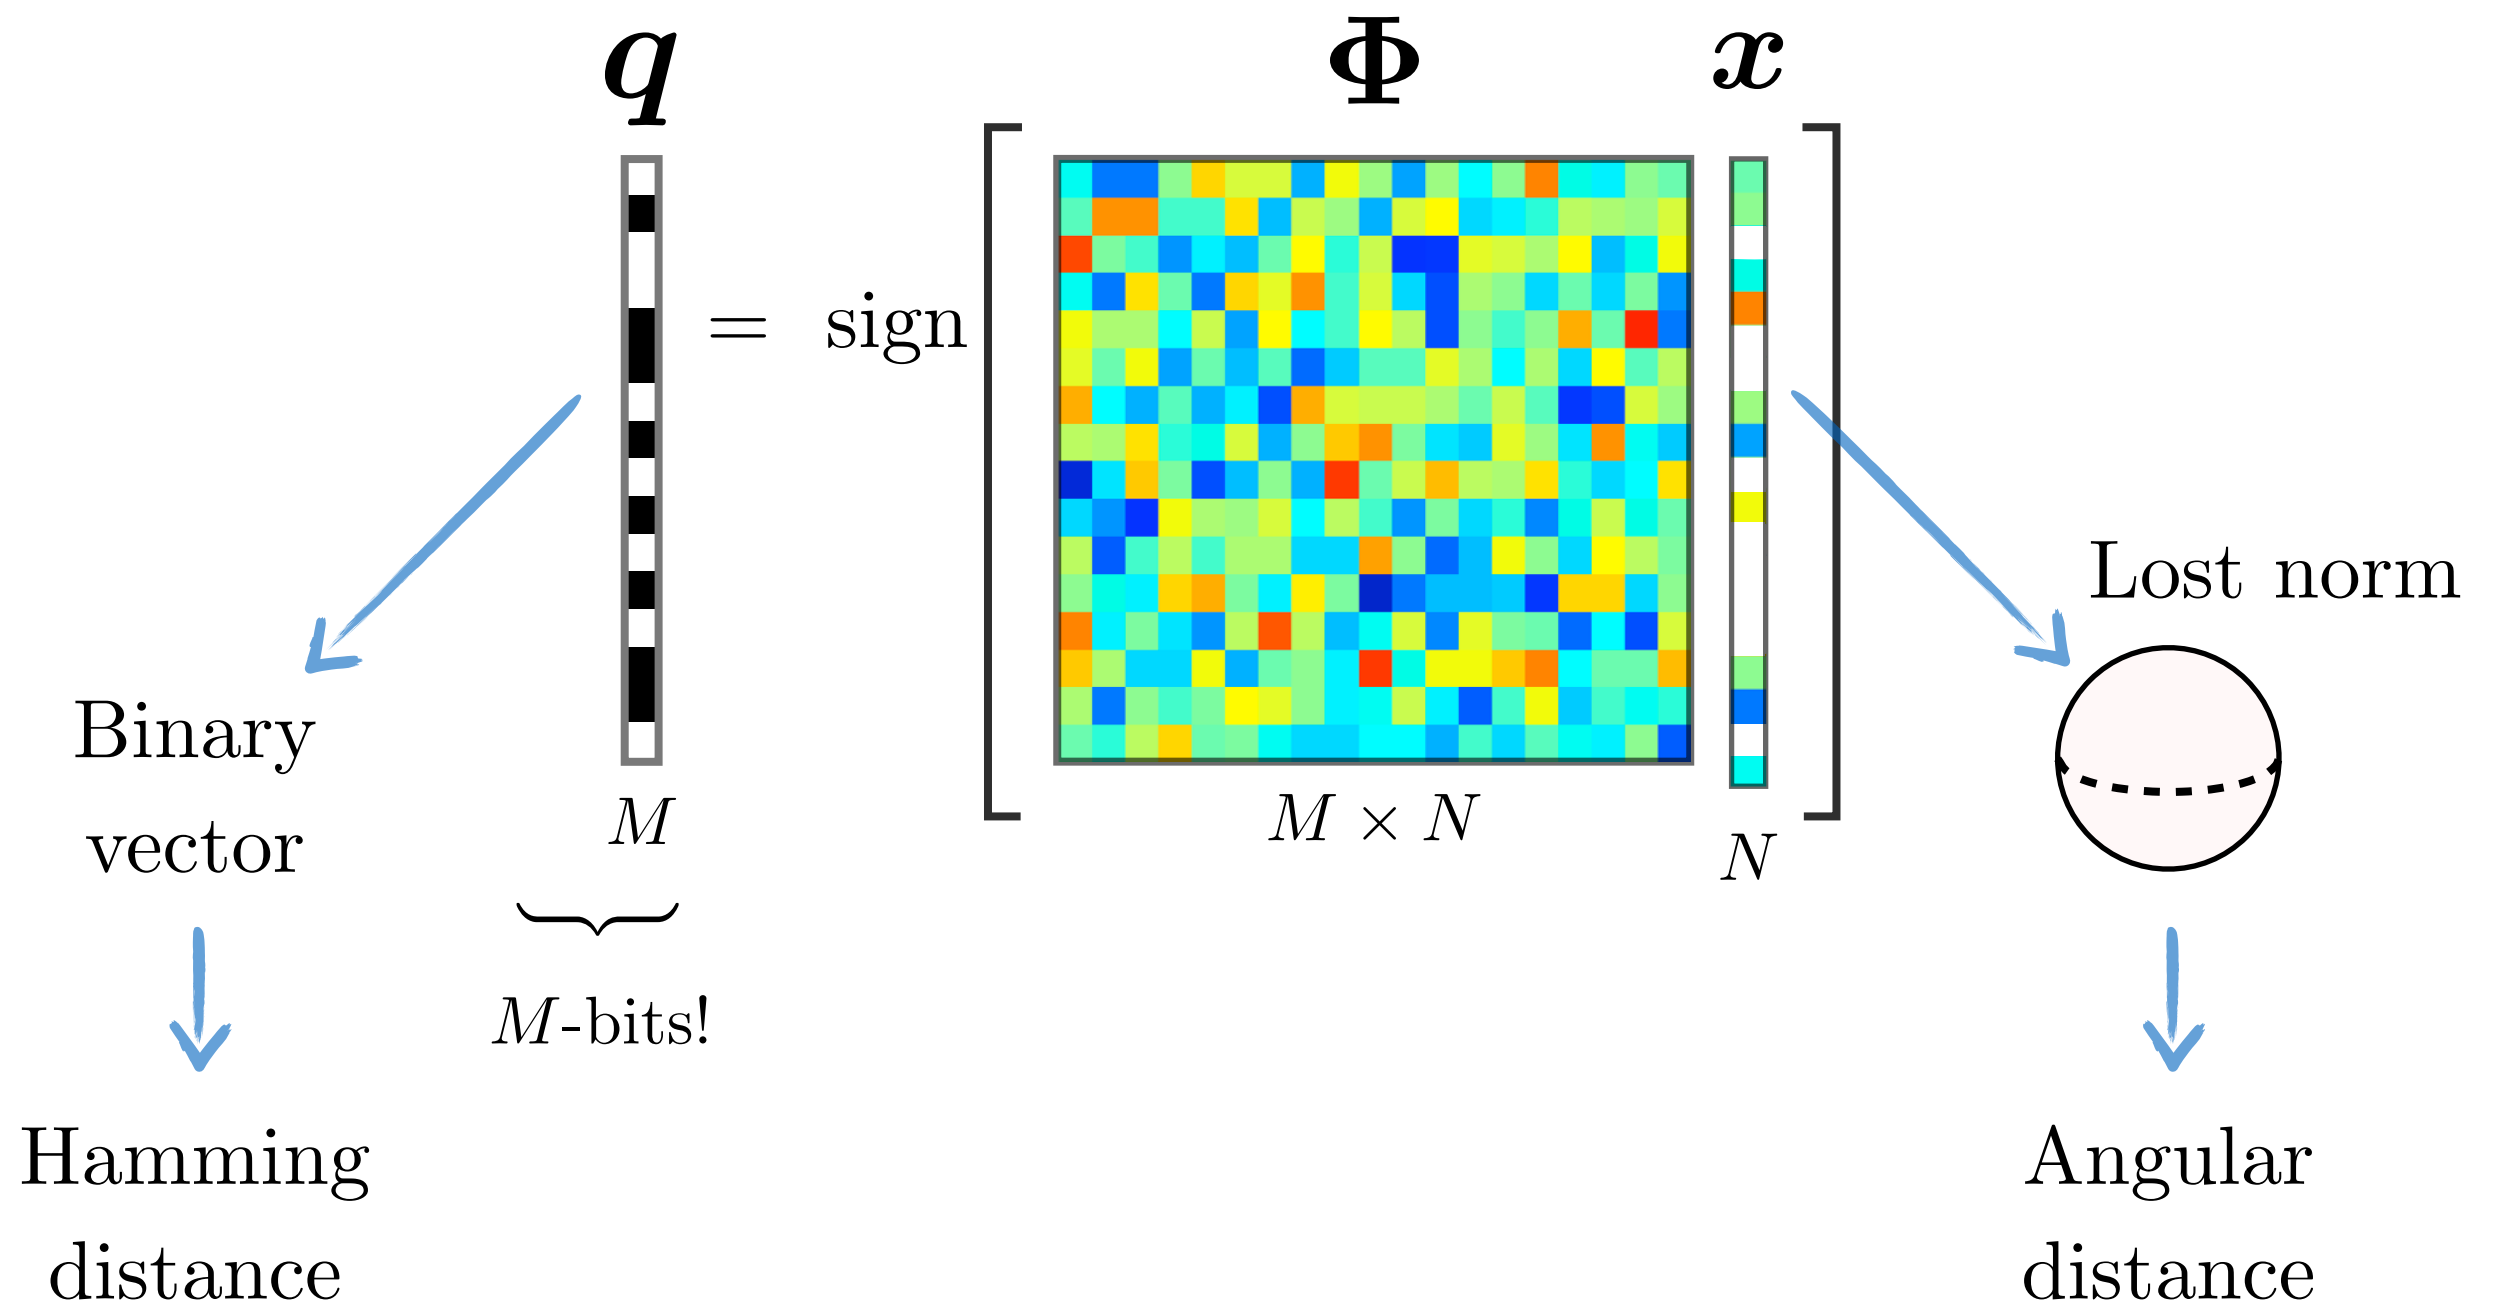 q
Φ
x
= sign
Lost norm
Binary
vector
M
M × N
N
M-bits!
Hamming
distance
Angular
distance